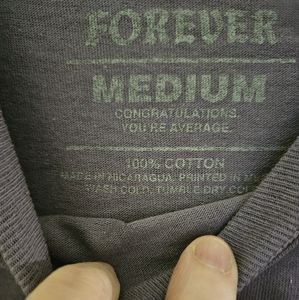 FOREVER
MEDIUM
CONGRATULATIONS.
YOU'RE AVERAGE.
100% COTTON
MADE IN NICARAGUA. PRINTED IN
WASH COLD, TUMBLE DRY